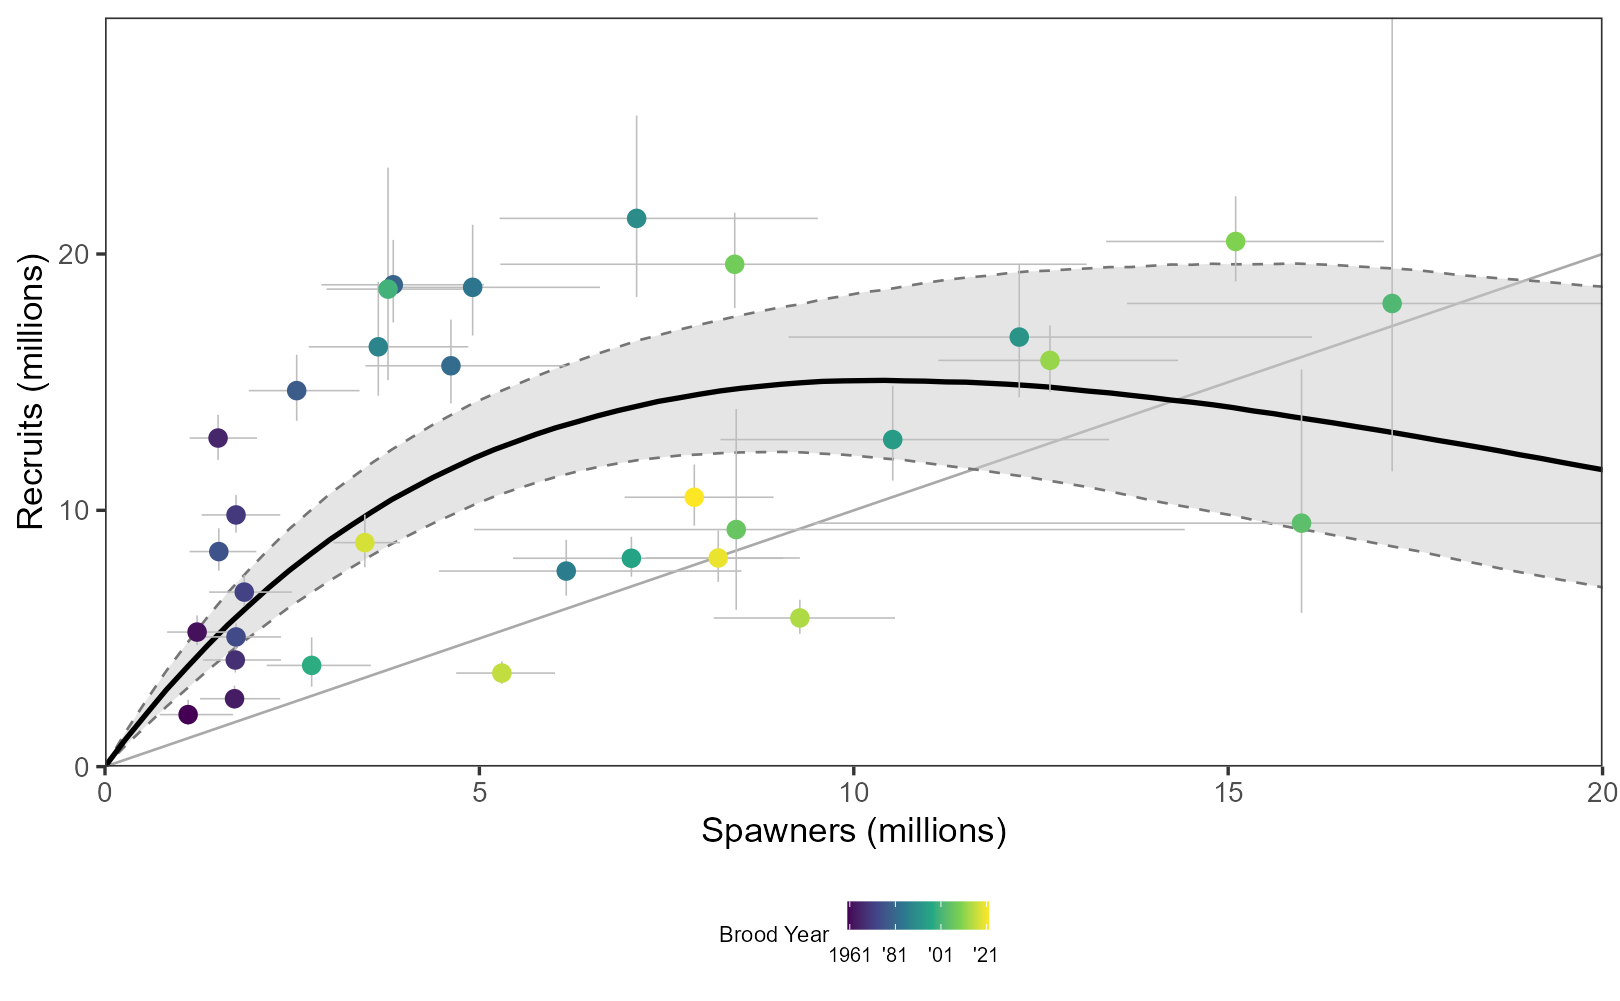 Recruits (millions)
20
10
0
0 5 10 15 20
Spawners (millions)
Brood Year
1961 '81 '01 '21